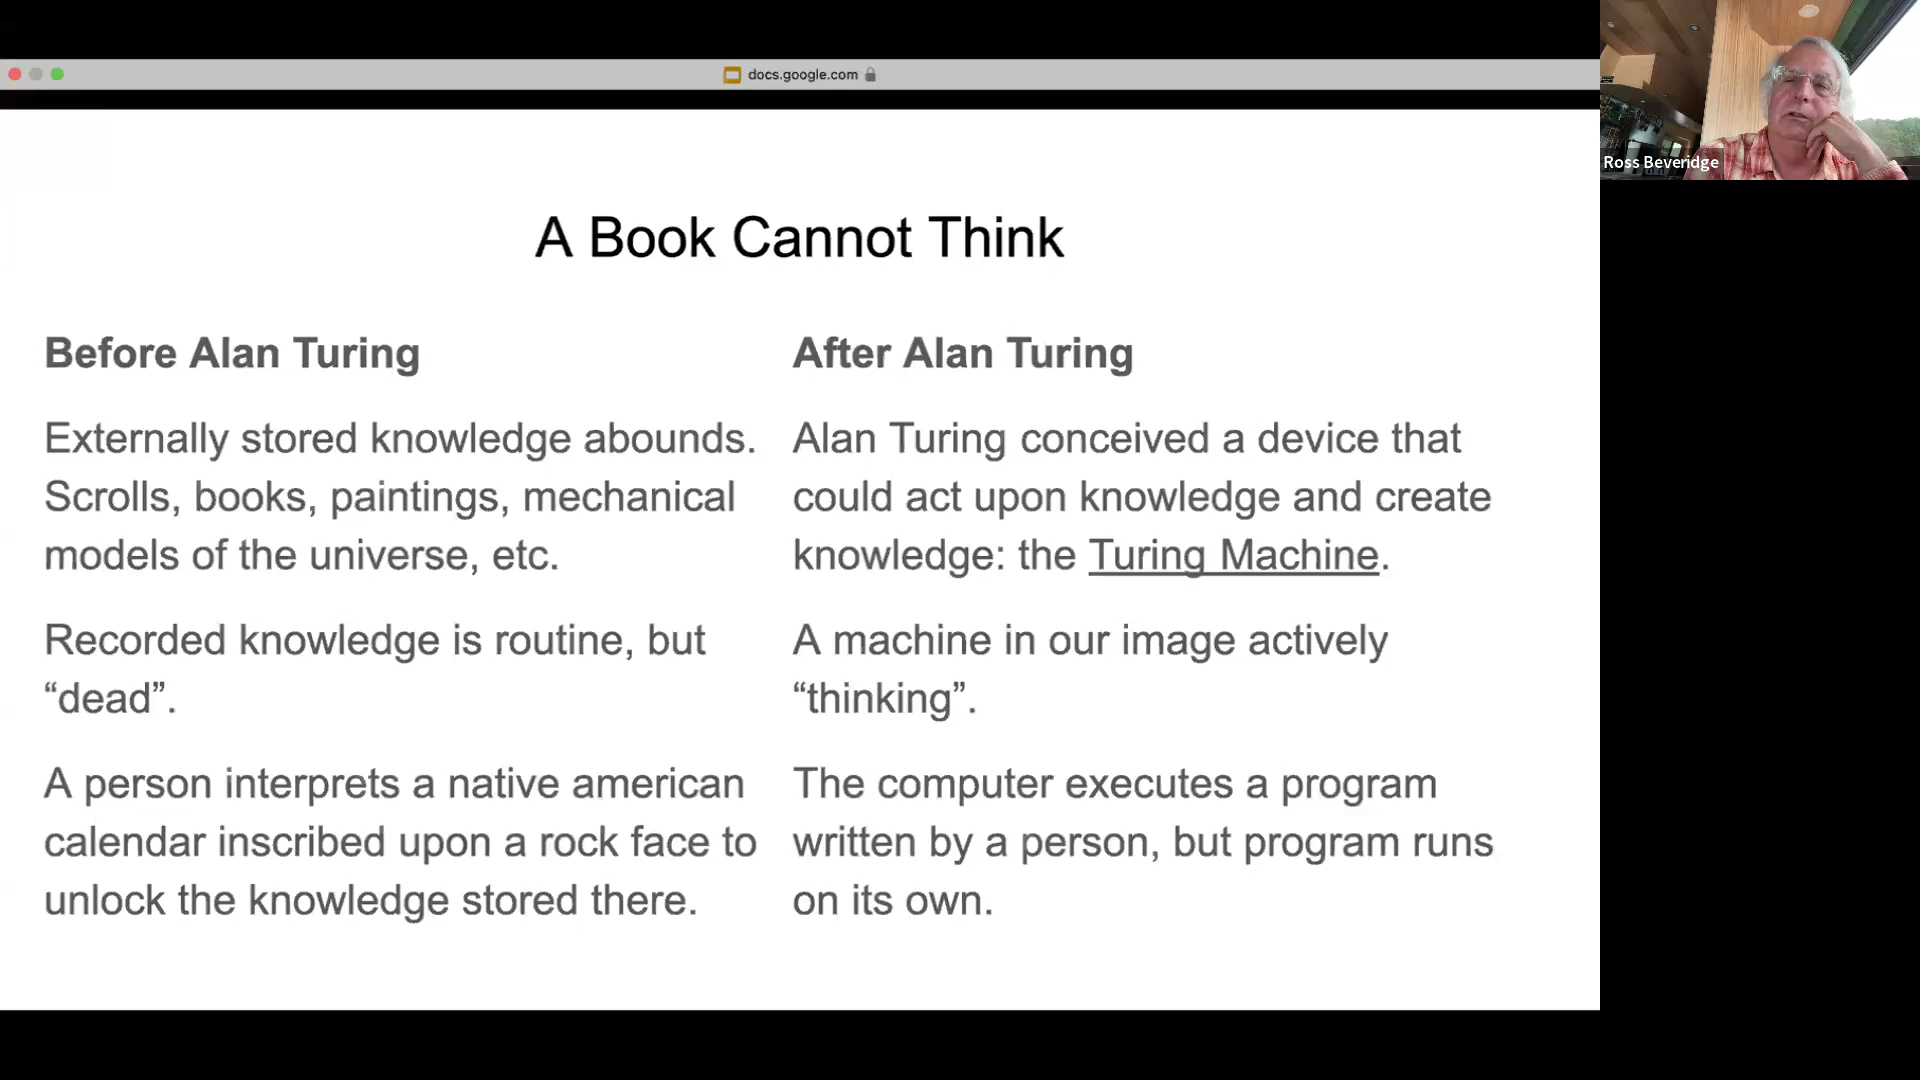 docs.google.com
Ross Beveridge
A Book Cannot Think
Before Alan Turing
Externally stored knowledge abounds.
Scrolls, books, paintings, mechanical
models of the universe, etc.
Recorded knowledge is routine, but
“dead”.
A person interprets a native american
calendar inscribed upon a rock face to
unlock the knowledge stored there.
After Alan Turing
Alan Turing conceived a device that
could act upon knowledge and create
knowledge: the Turing Machine.
A machine in our image actively
“thinking”.
The computer executes a program
written by a person, but program runs
on its own.